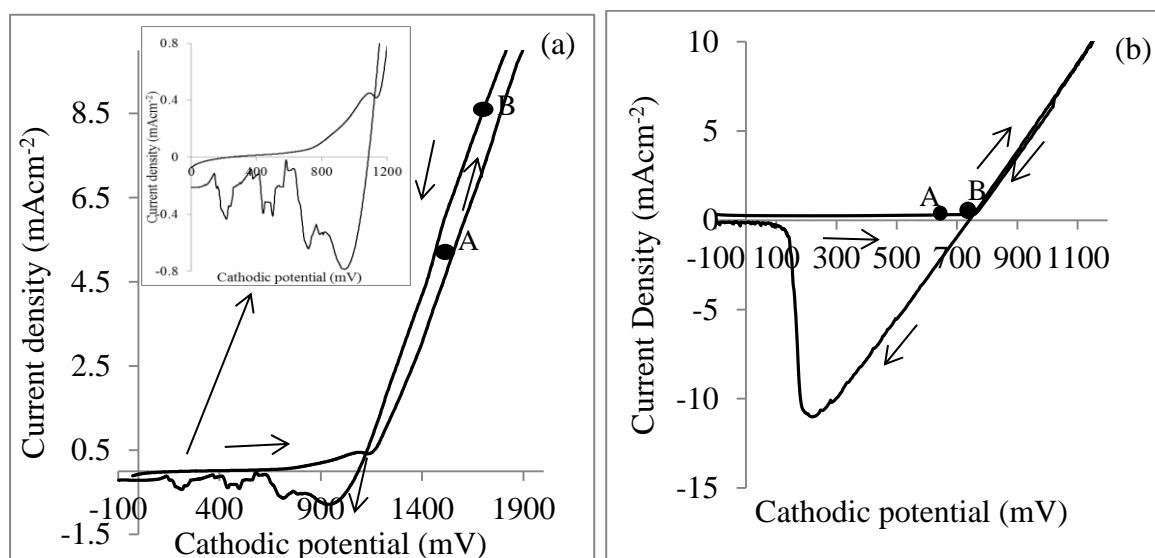 (a)
Current density (mAcm-2)
8.5
6.5
4.5
2.5
0.5
-1.5
-100 400 900 1400 1900
Cathodic potential (mV)
A
B
Current density (mAcm-2)
0.8
0.4
0
-0.4
-0.8
0 400 800 1200
Cathodic potential (mV)
(b)
Current Density (mAcm-2)
10
5
0
-5
-10
-15
-100 100 300 500 700 900 1100
Cathodic potential (mV)
A
B